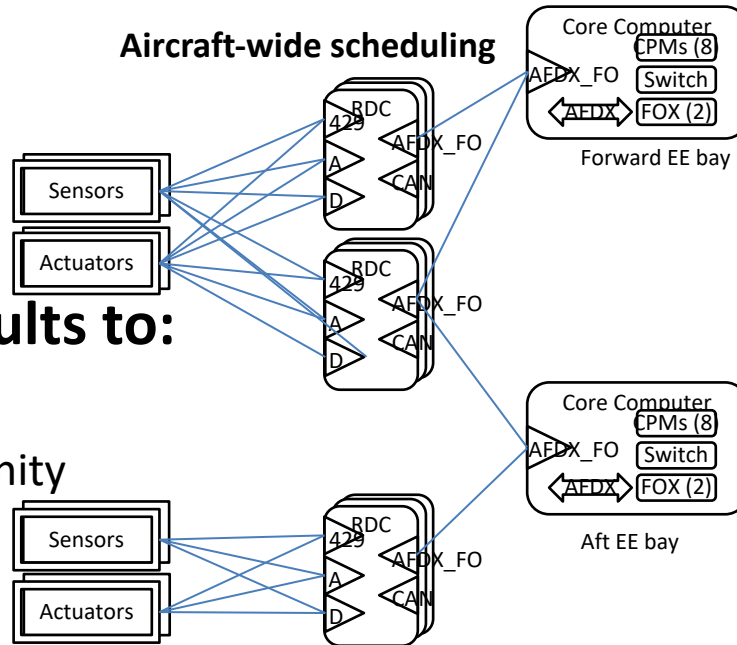 Core Computer
Aircraft-wide scheduling
CPMs (8)
AFDX_FO
Switch
AFDX
FOX (2)
Forward EE bay
RDC
429
AFDX_FO
A
CAN
D
Sensors
Actuators
RDC
429
AFDX_FO
A
CAN
D
ults to:
Core Computer
CPMs (8)
AFDX_FO
Switch
AFDX
FOX (2)
Aft EE bay
nity
Sensors
Actuators
RDC
429
AFDX_FO
A
CAN
D